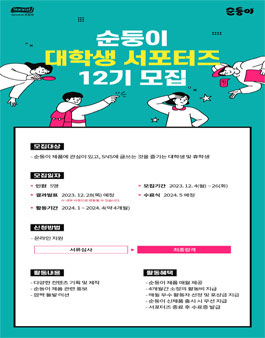 순둥이
순둥이
대학생 서포터즈
12기 모집
모집대상
- 순둥이 제품에 관심이 있고, SNS에 글쓰는 것을 즐기는 대학생 및 휴학생
모집일자
• 인원 5명
• 모집기간 2023. 12. 4(월) - 26(화)
• 결과발표 2023. 12. 28(목) 예정
• 수료식 2024. 5 예정
• 활동기간 2024. 1 ~ 2024. 4(약 4개월)
신청방법
- 온라인 지원
서류심사
최종합격
활동내용
활동혜택
- 다양한 컨텐츠 기획 및 제작
- 순둥이 제품 관련 홍보
- 깜짝 돌발 미션
- 순둥이 제품 매월 제공
- 4개월간 소정의 활동비 지급
- 매월 우수 활동자 선정 및 포상금 지급
- 순둥이 신제품 출시 시 우선 지급
- 서포터즈 종료 후 수료증 발급